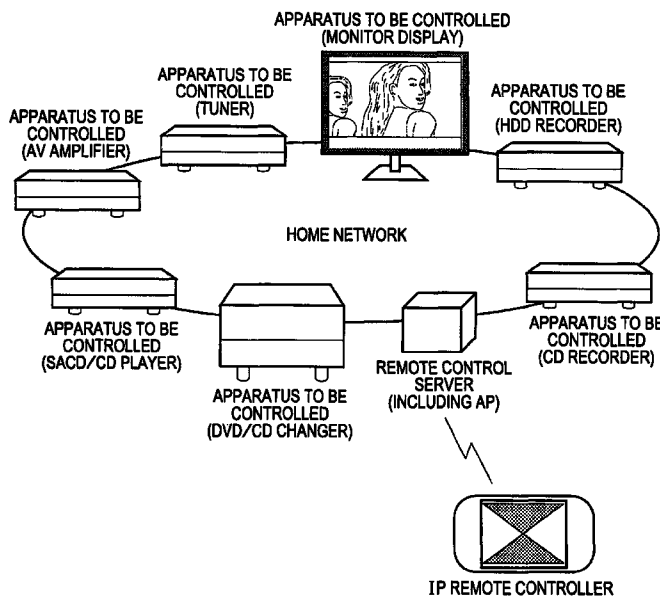 APPARATUS TO BE CONTROLLED
(MONITOR DISPLAY)
APPARATUS TO BE
CONTROLLED
(TUNER)
APPARATUS TO BE
CONTROLLED
(HDD RECORDER)
APPARATUS TO BE
CONTROLLED
(AV AMPLIFIER)
HOME NETWORK
APPARATUS TO BE
CONTROLLED
(SACD/CD PLAYER)
APPARATUS TO BE
CONTROLLED
(DVD/CD CHANGER)
REMOTE CONTROL
SERVER
(INCLUDING AP)
APPARATUS TO BE
CONTROLLED
(CD RECORDER)
IP REMOTE CONTROLLER